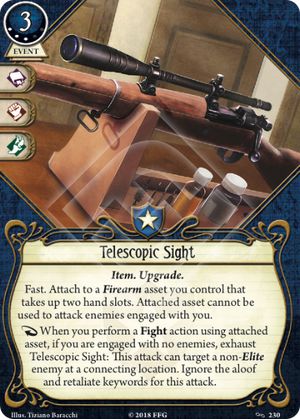 3
EVENT
Telescopic Sight
Item. Upgrade.
Fast. Attach to a Firearm asset you control that
takes up two hand slots. Attached asset cannot be
used to attack enemies engaged with you.
When you perform a Fight action using attached
asset, if you are engaged with no enemies, exhaust
Telescopic Sight: This attack can target a non-Elite
enemy at a connecting location. Ignore the aloof
and retaliate keywords for this attack.
Illus. Tiziano Baracchi
© 2018 FFG
230